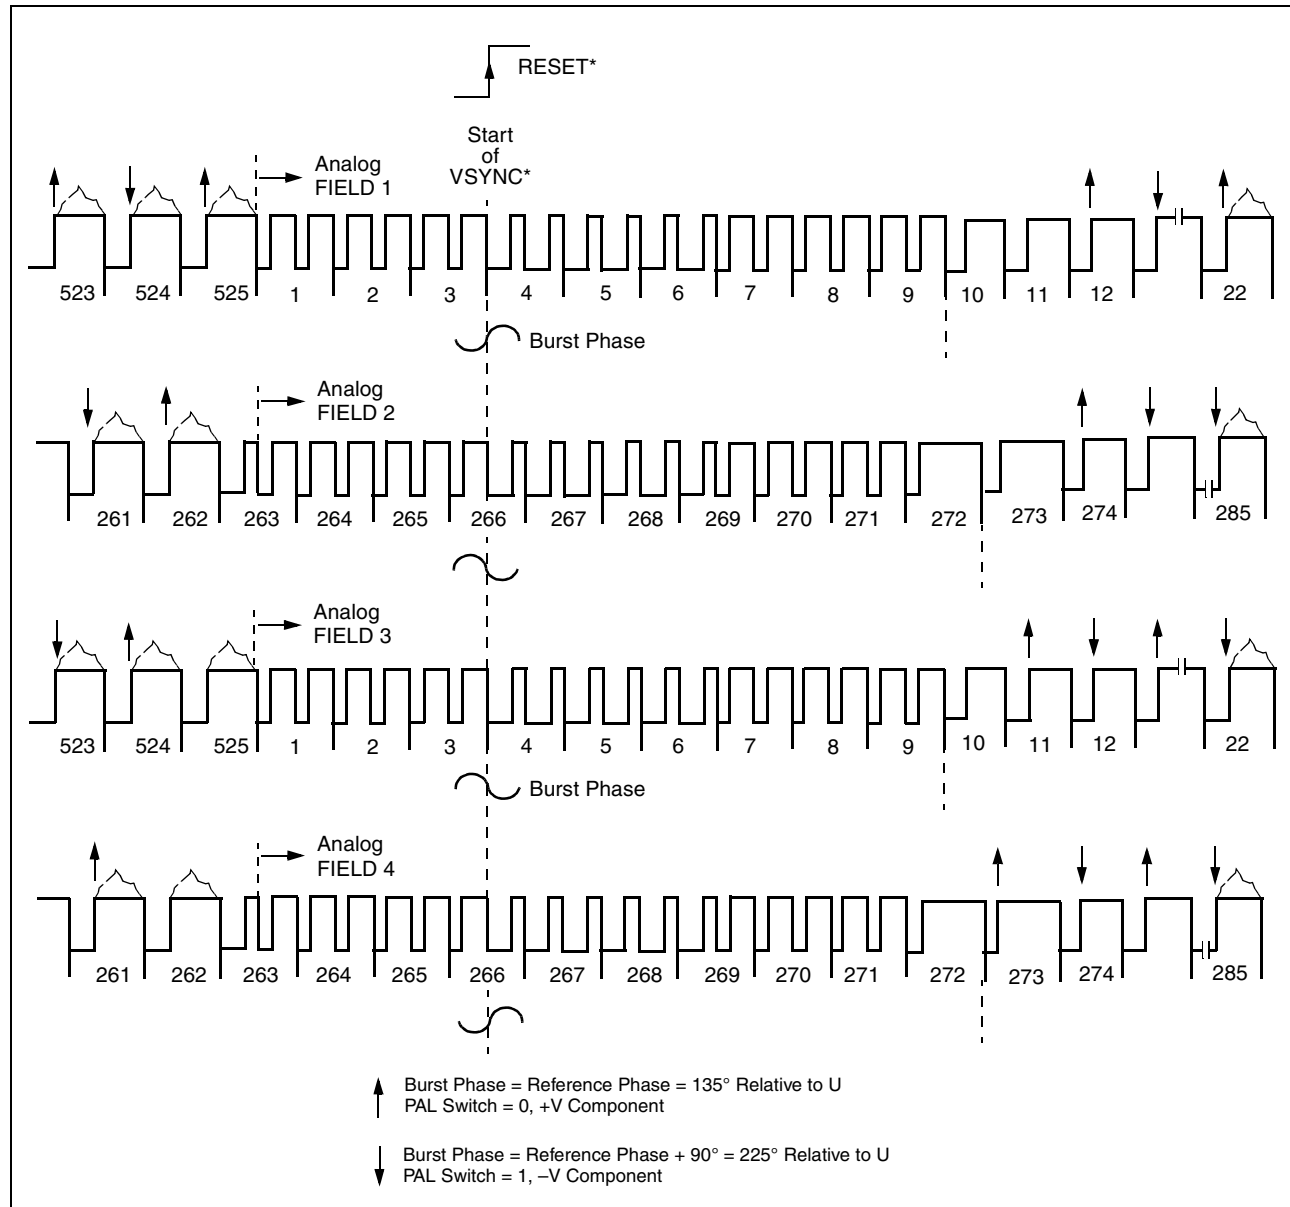 RESET*
Start
of
VSYNC*
Analog
FIELD 1
523 524 525 1 2 3 4 5 6 7 8 9 10 11 12 22
Burst Phase
Analog
FIELD 2
261 262 263 264 265 266 267 268 269 270 271 272 273 274 285
Analog
FIELD 3
523 524 525 1 2 3 4 5 6 7 8 9 10 11 12 22
Burst Phase
Analog
FIELD 4
261 262 263 264 265 266 267 268 269 270 271 272 273 274 285
Burst Phase = Reference Phase = 135° Relative to U
PAL Switch = 0, +V Component
Burst Phase = Reference Phase + 90° = 225° Relative to U
PAL Switch = 1, –V Component